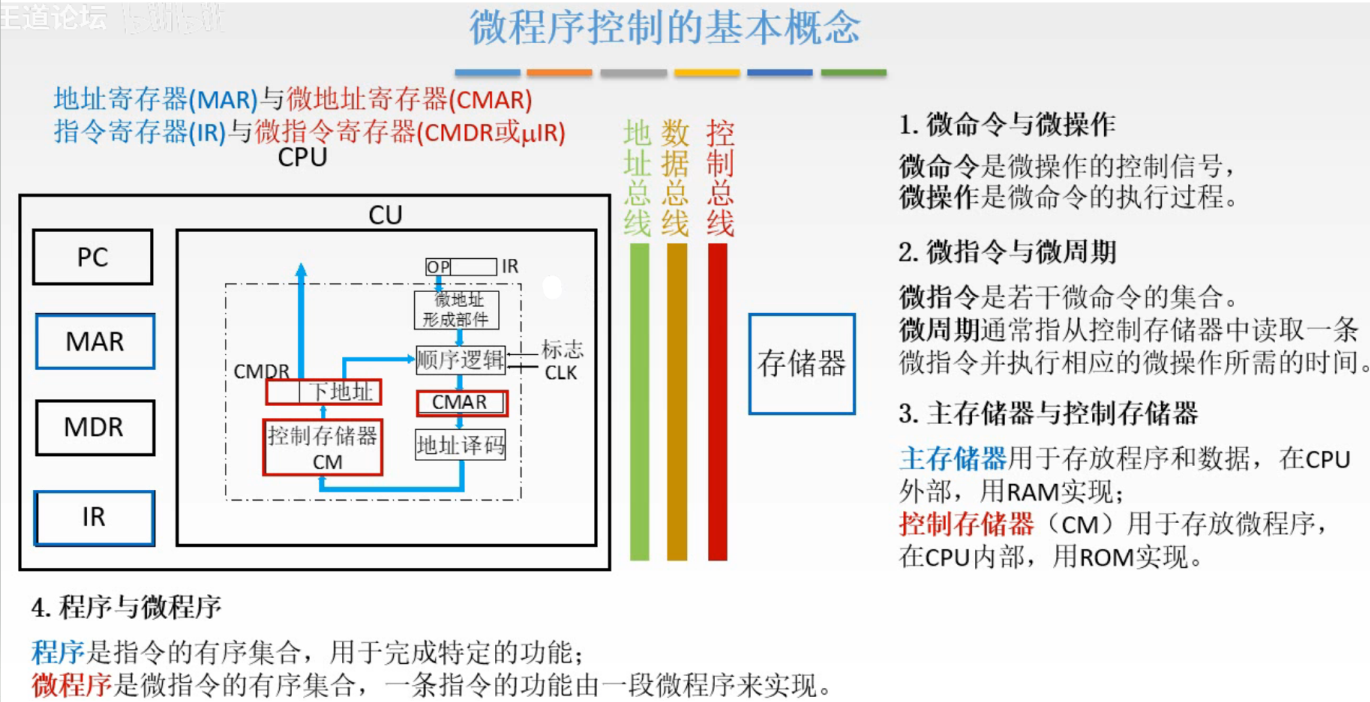 王道论坛
微程序控制的基本概念
地址寄存器(MAR)与微地址寄存器(CMAR)
指令寄存器(IR)与微指令寄存器(CMDR或μIR)
CPU
CU
PC
MAR
MDR
IR
OP
IR
微地址
形成部件
顺序逻辑
标志
CLK
CMDR
下地址
CMAR
控制存储器
CM
地址译码
地址总线
数据总线
控制总线
存储器
1. 微命令与微操作
微命令是微操作的控制信号，
微操作是微命令的执行过程。
2. 微指令与微周期
微指令是若干微命令的集合。
微周期通常指从控制存储器中读取一条
微指令并执行相应的微操作所需的时间。
3. 主存储器与控制存储器
主存储器用于存放程序和数据，在CPU
外部，用RAM实现；
控制存储器（CM）用于存放微程序，
在CPU内部，用ROM实现。
4. 程序与微程序
程序是指令的有序集合，用于完成特定的功能；
微程序是微指令的有序集合，一条指令的功能由一段微程序来实现。